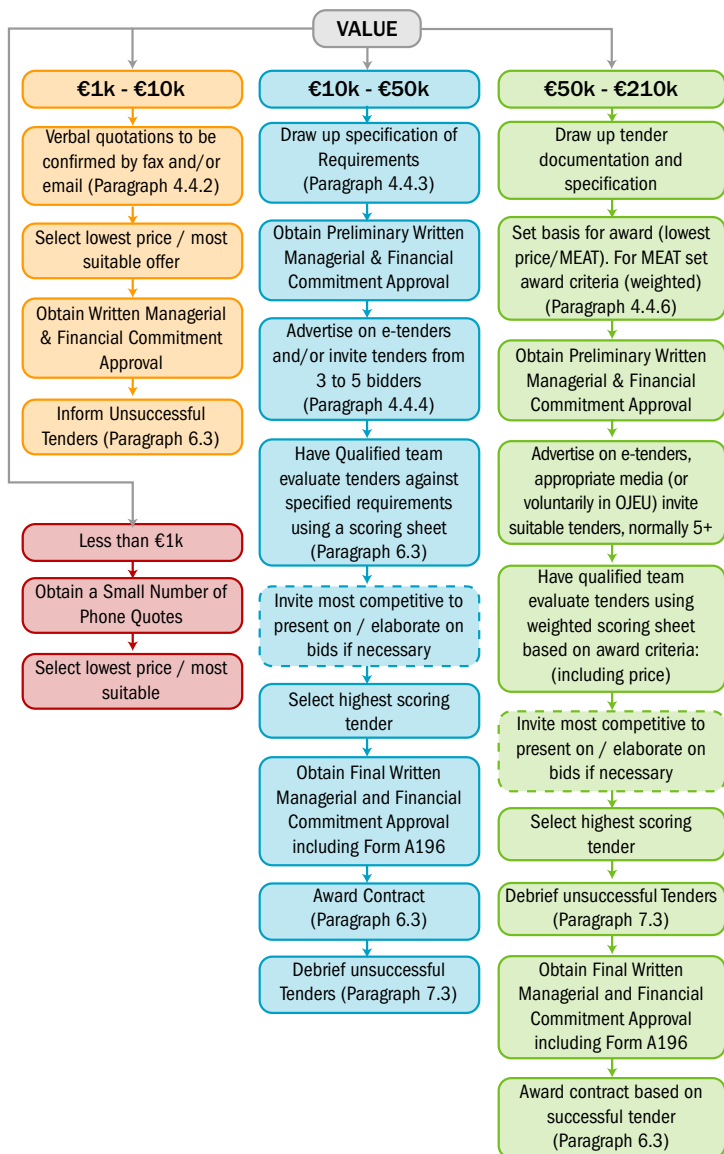 VALUE
€1k - €10k
Verbal quotations to be
confirmed by fax and/or
email (Paragraph 4.4.2)
Select lowest price / most
suitable offer
Obtain Written Managerial
& Financial Commitment
Approval
Inform Unsuccessful
Tenders (Paragraph 6.3)
Less than €1k
Obtain a Small Number of
Phone Quotes
Select lowest price / most
suitable
€10k - €50k
Draw up specification of
Requirements
(Paragraph 4.4.3)
Obtain Preliminary Written
Managerial & Financial
Commitment Approval
Advertise on e-tenders
and/or invite tenders from
3 to 5 bidders
(Paragraph 4.4.4)
Have Qualified team
evaluate tenders against
specified requirements
using a scoring sheet
(Paragraph 6.3)
Invite most competitive to
present on / elaborate on
bids if necessary
Select highest scoring
tender
Obtain Final Written
Managerial and Financial
Commitment Approval
including Form A196
Award Contract
(Paragraph 6.3)
Debrief unsuccessful
Tenders (Paragraph 7.3)
€50k - €210k
Draw up tender
documentation and
specification
Set basis for award (lowest
price/MEAT). For MEAT set
award criteria (weighted)
(Paragraph 4.4.6)
Obtain Preliminary Written
Managerial & Financial
Commitment Approval
Advertise on e-tenders,
appropriate media (or
voluntarily in OJEU) invite
suitable tenders, normally 5+
Have qualified team
evaluate tenders using
weighted scoring sheet
based on award criteria:
(including price)
Invite most competitive to
present on / elaborate on
bids if necessary
Select highest scoring
tender
Debrief unsuccessful Tenders
(Paragraph 7.3)
Obtain Final Written
Managerial and Financial
Commitment Approval
including Form A196
Award contract based on
successful tender
(Paragraph 6.3)